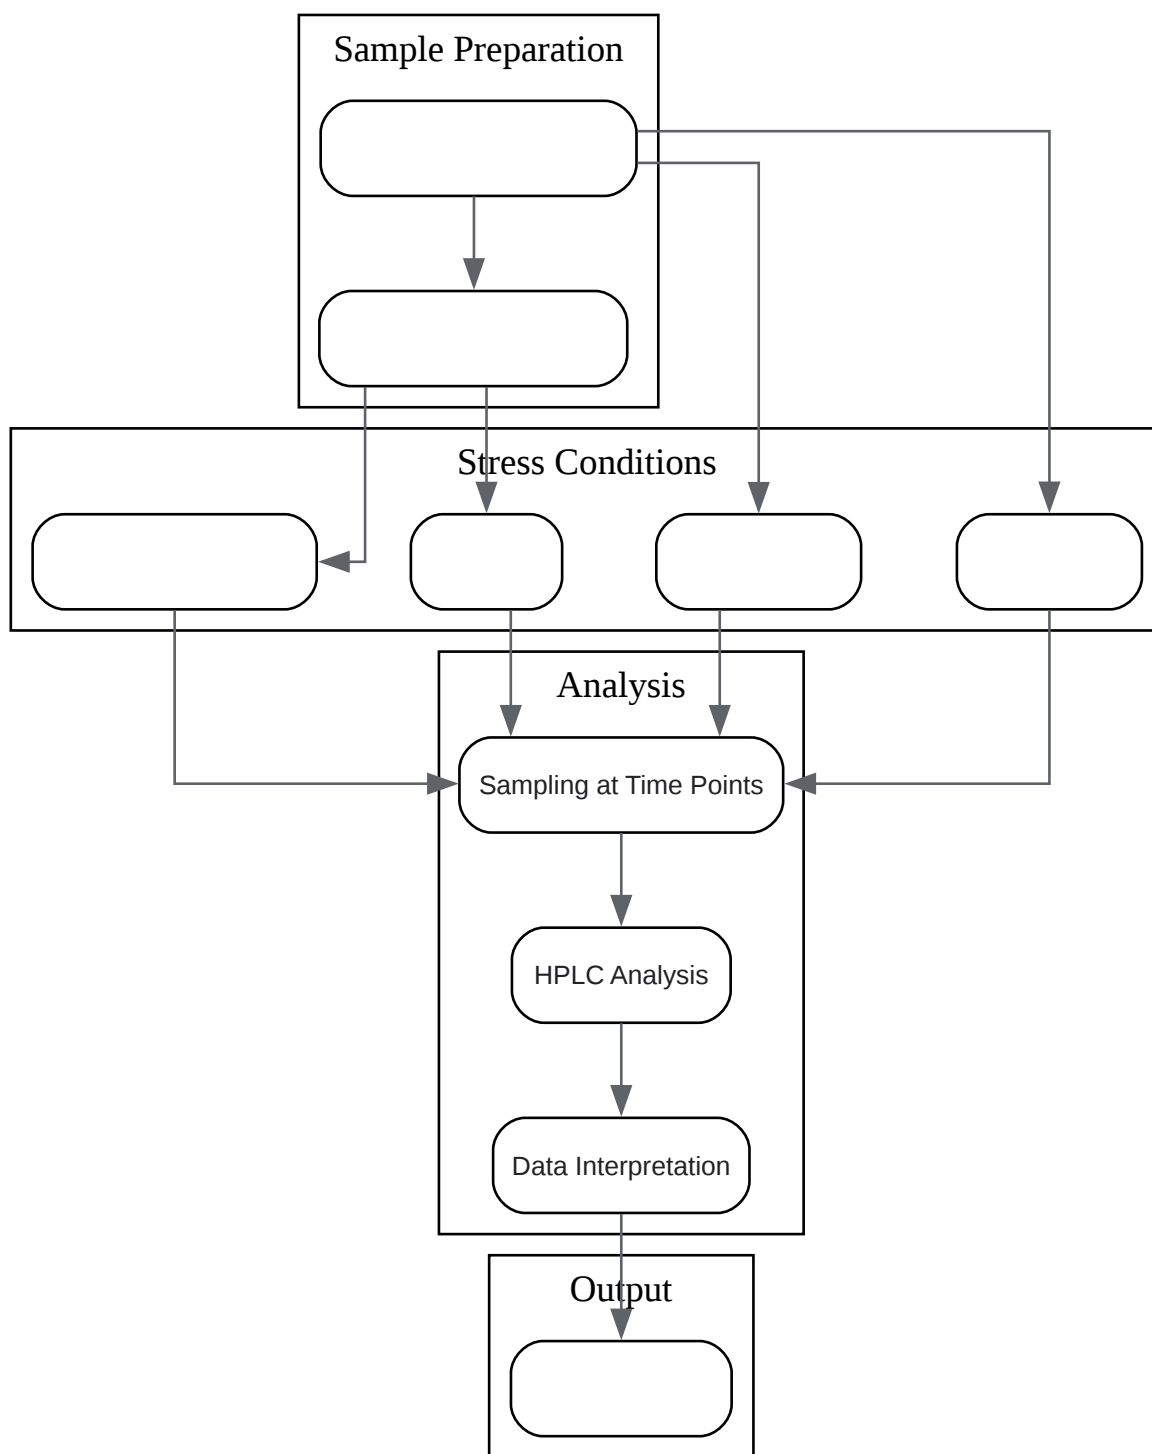 Sample Preparation
Stress Conditions
Analysis
Sampling at Time Points
HPLC Analysis
Data Interpretation
Output